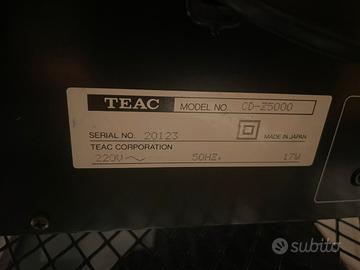 TEAC MODEL NO. CD-Z5000
SERIAL NO. 20123 MADE IN JAPAN
TEAC CORPORATION
220V~ 50HZ, 17W
subito